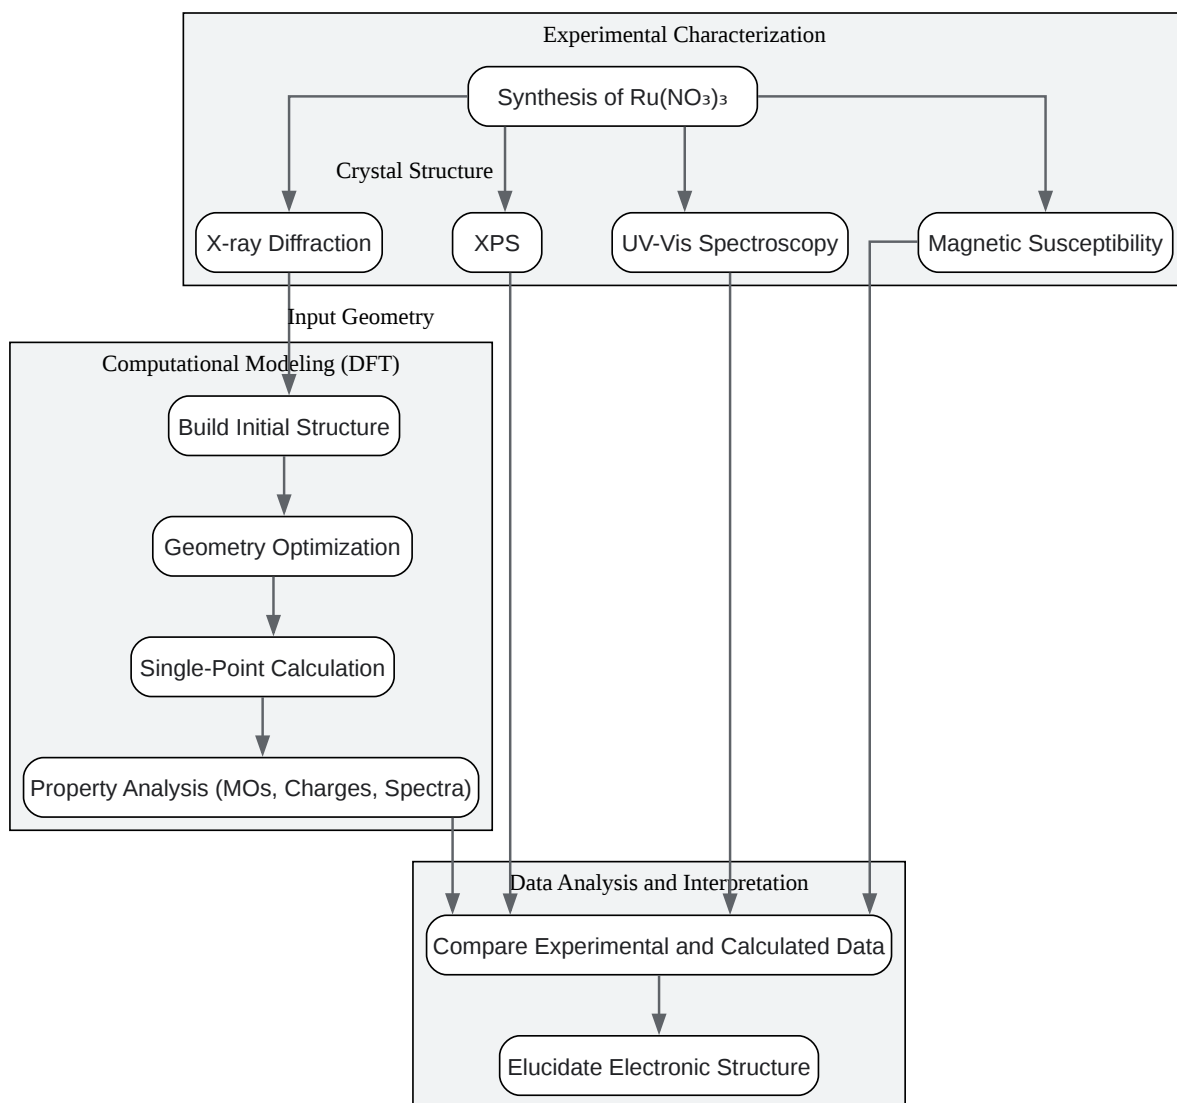 Experimental Characterization
Synthesis of Ru(NO₃)₃
Crystal Structure
X-ray Diffraction
XPS
UV-Vis Spectroscopy
Magnetic Susceptibility
Input Geometry
Computational Modeling (DFT)
Build Initial Structure
Geometry Optimization
Single-Point Calculation
Property Analysis (MOs, Charges, Spectra)
Data Analysis and Interpretation
Compare Experimental and Calculated Data
Elucidate Electronic Structure